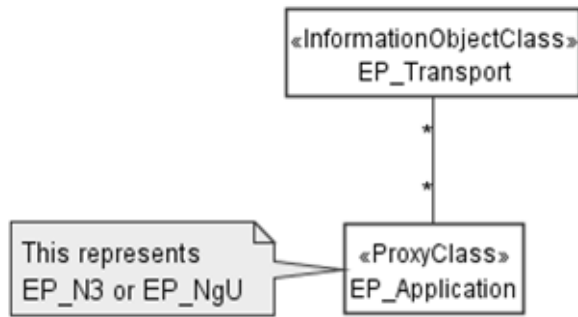 «InformationObjectClass»
EP_Transport
*
*
This represents
EP_N3 or EP_NgU
«ProxyClass»
EP_Application